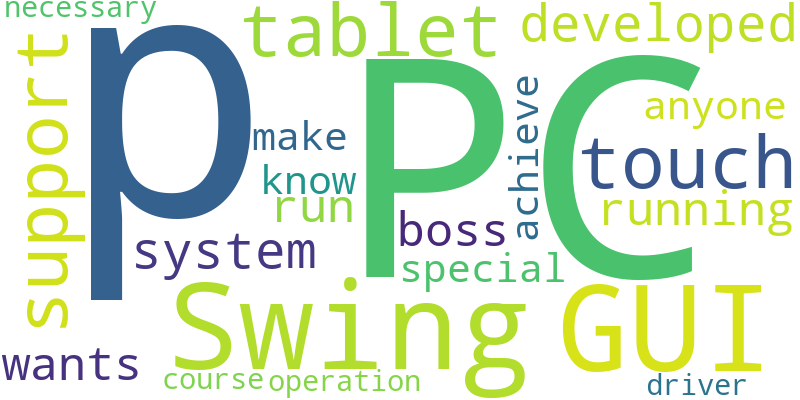 necessary
p
tablet
developed
support
PC
achieve
anyone
make
touch
know
run
running
boss
system
special
Swing
GUI
wants
course
operation
driver